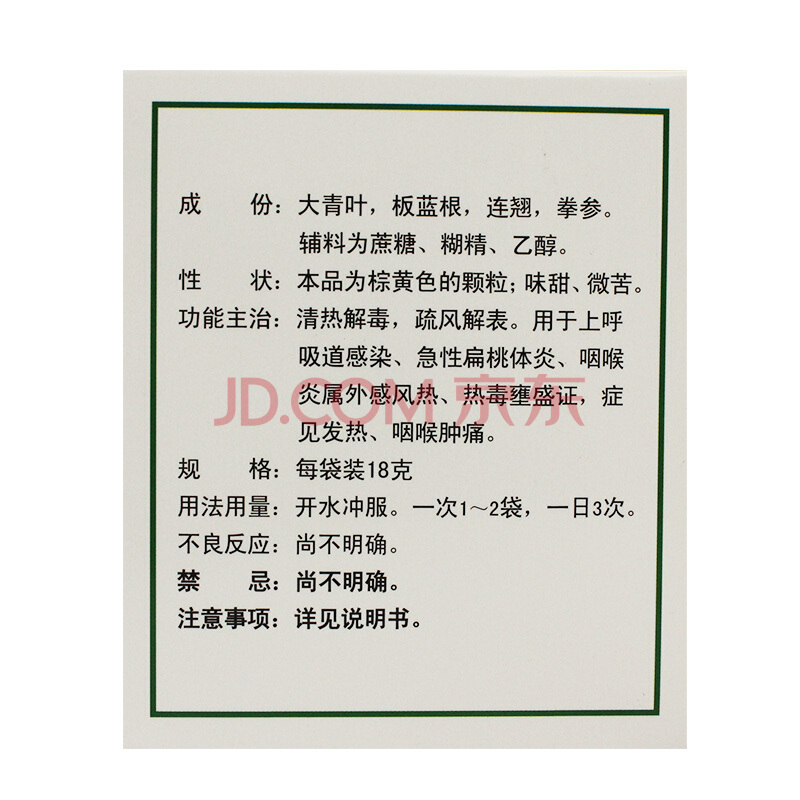 成　　份：大青叶，板蓝根，连翘，拳参。
辅料为蔗糖、糊精、乙醇。
性　　状：本品为棕黄色的颗粒；味甜、微苦。
功能主治：清热解毒，疏风解表。用于上呼
吸道感染、急性扁桃体炎、咽喉
炎属外感风热、热毒壅盛证，症
见发热、咽喉肿痛。
规　　格：每袋装18克
用法用量：开水冲服。一次1～2袋，一日3次。
不良反应：尚不明确。
禁　　忌：尚不明确。
注意事项：详见说明书。
JD.COM 京东